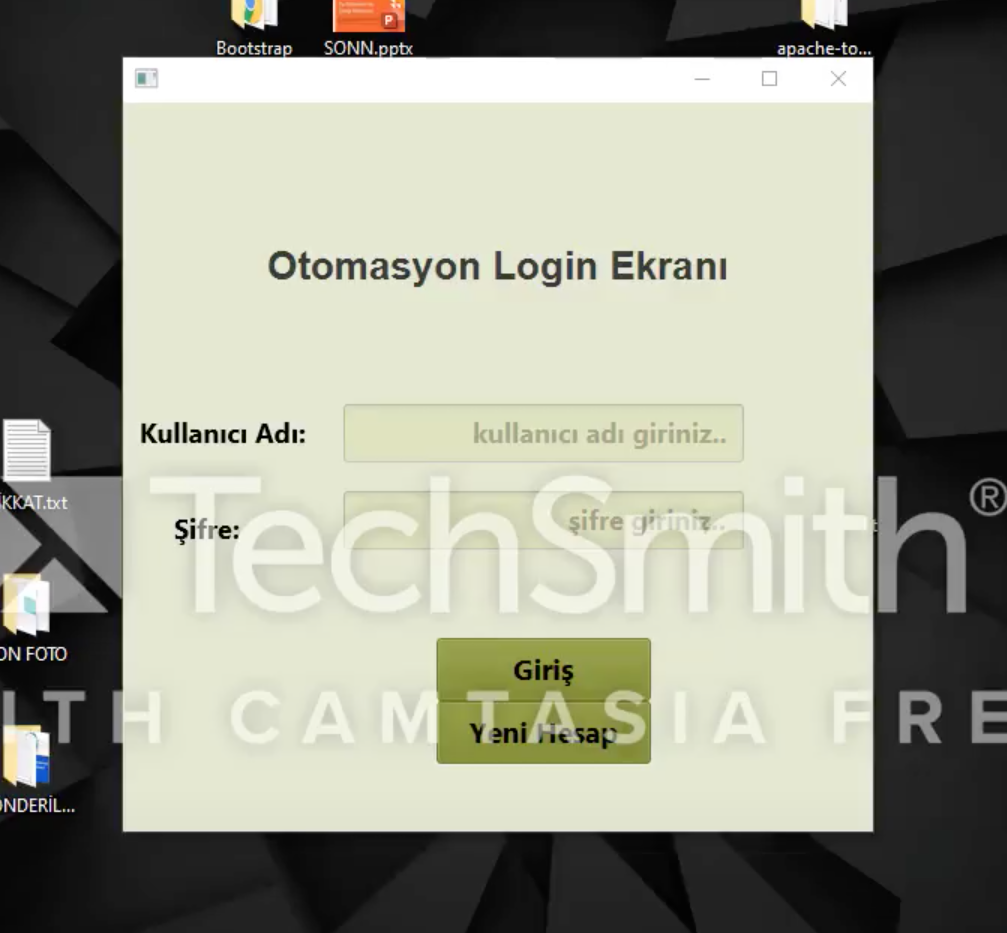 Bootstrap
SONN.pptx
apache-to...
Otomasyon Login Ekranı
Kullanıcı Adı:
kullanıcı adı giriniz..
KKAT.txt
TechSmith®
Şifre:
şifre giriniz..
ON FOTO
Giriş
ITH CAMTASIA FRE
Yeni Hesap
NDERİL...